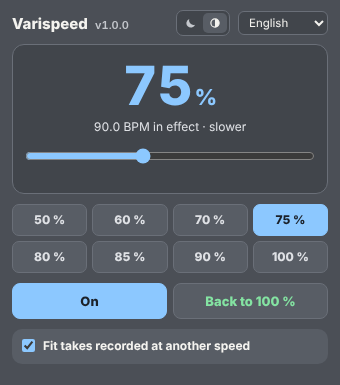 Varispeed v1.0.0 English
75 %
90.0 BPM in effect · slower
50 % 60 % 70 % 75 %
80 % 85 % 90 % 100 %
On Back to 100 %
Fit takes recorded at another speed